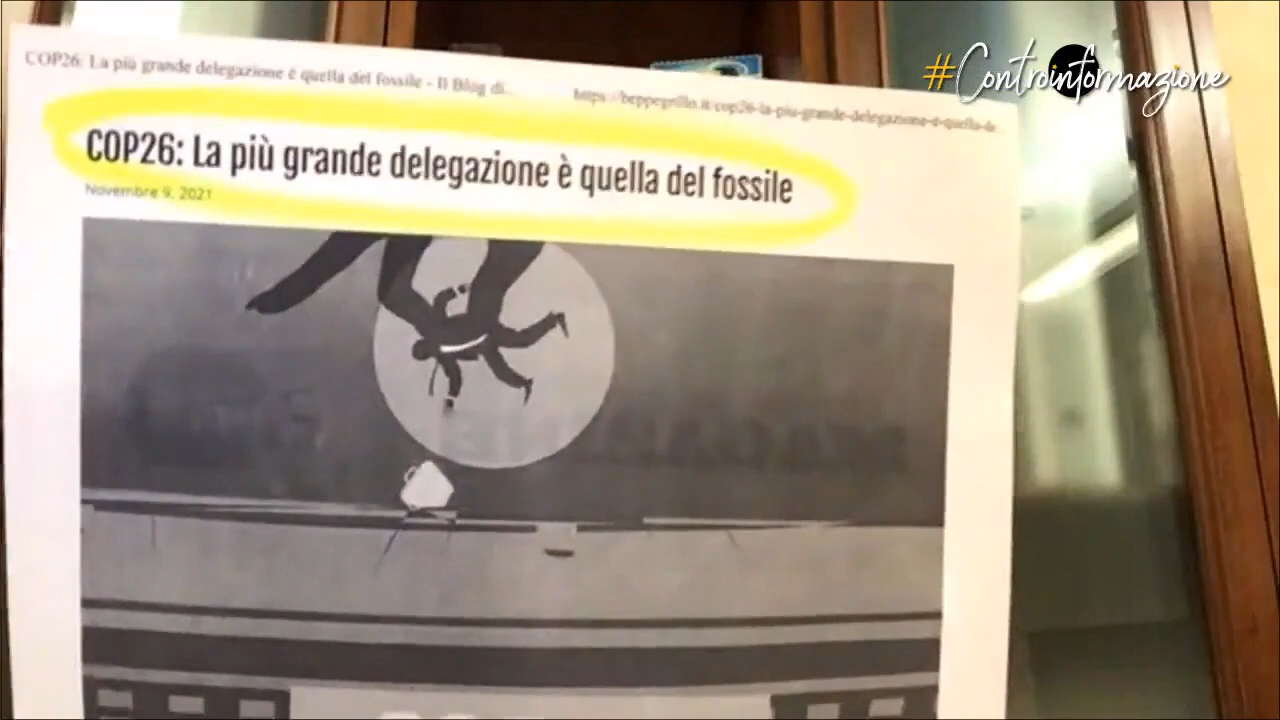 #Controinformazione
COP26: La più grande delegazione è quella del fossile - Il Blog di...
https://beppegrillo.it/cop26-la-piu-grande-delegazione-e-quella-de...
COP26: La più grande delegazione è quella del fossile
Novembre 9, 2021